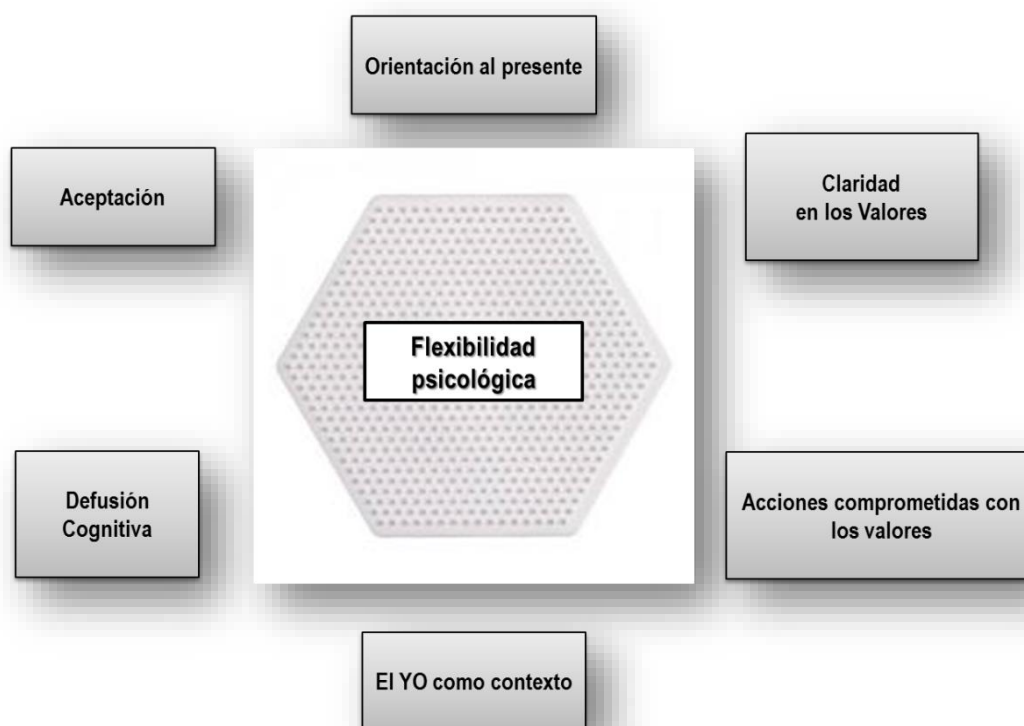 Orientación al presente
Aceptación
Claridad
en los Valores
Flexibilidad
psicológica
Defusión
Cognitiva
Acciones comprometidas con
los valores
El YO como contexto